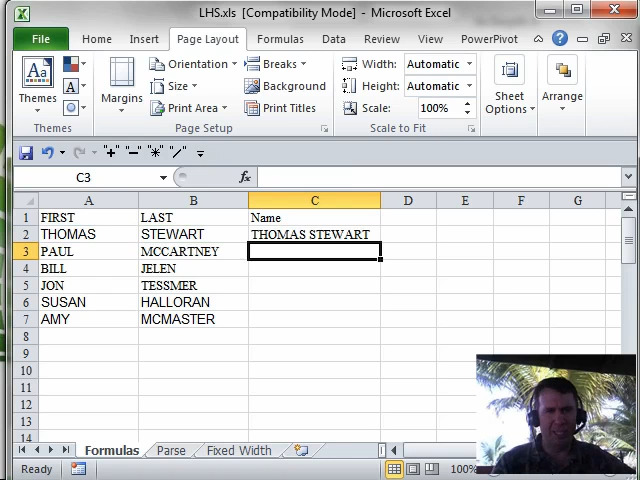 LHS.xls [Compatibility Mode] - Microsoft Excel
File Home Insert Page Layout Formulas Data Review View PowerPivot
Themes
Margins
Orientation
Size
Print Area
Breaks
Background
Print Titles
Width: Automatic
Height: Automatic
Scale: 100%
Sheet Options
Arrange
Themes Page Setup Scale to Fit
C3 fx
A B C D E F G
1 FIRST LAST Name
2 THOMAS STEWART THOMAS STEWART
3 PAUL MCCARTNEY
4 BILL JELEN
5 JON TESSMER
6 SUSAN HALLORAN
7 AMY MCMASTER
8
9
10
11
12
13
14
Formulas Parse Fixed Width
Ready 100%